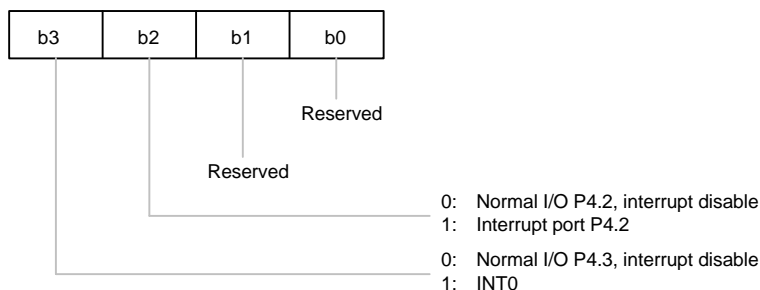 b3 b2 b1 b0
Reserved
Reserved
0: Normal I/O P4.2, interrupt disable
1: Interrupt port P4.2
0: Normal I/O P4.3, interrupt disable
1: INT0